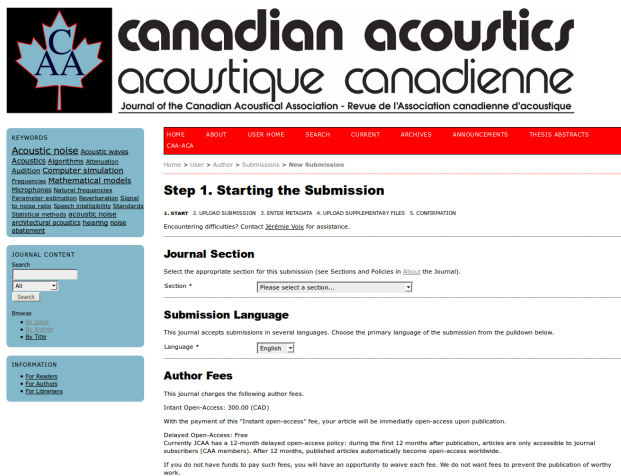 CAA
canadian acoustics
acoustique canadienne
Journal of the Canadian Acoustical Association - Revue de l'Association canadienne d'acoustique
KEYWORDS
Acoustic noise Acoustic waves
Acoustics Algorithms Attenuation
Audition Computer simulation
Frequencies Mathematical models
Microphones Natural frequencies
Parameter estimation Reverberation Signal
to noise ratio Speech intelligibility Standards
Statistical methods acoustic noise
architectural acoustics hearing noise
abatement
JOURNAL CONTENT
Search
All
Search
Browse
By Issue
By Author
By Title
INFORMATION
For Readers
For Authors
For Librarians
HOME ABOUT USER HOME SEARCH CURRENT ARCHIVES ANNOUNCEMENTS THESIS ABSTRACTS
CAA-ACA
Home > User > Author > Submissions > New Submission
Step 1. Starting the Submission
1. START 2. UPLOAD SUBMISSION 3. ENTER METADATA 4. UPLOAD SUPPLEMENTARY FILES 5. CONFIRMATION
Encountering difficulties? Contact Jérémie Voix for assistance.
Journal Section
Select the appropriate section for this submission (see Sections and Policies in About the Journal).
Section * Please select a section...
Submission Language
This journal accepts submissions in several languages. Choose the primary language of the submission from the pulldown below.
Language * English
Author Fees
This journal charges the following author fees.
Intant Open-Access: 300.00 (CAD)
With the payment of this "Instant open-access" fee, your article will be immediatly open-access upon publication.
Delayed Open-Access: Free
Currently JCAA has a 12-month delayed open-access policy: during the first 12 months after publication, articles are only accessible to journal
subscribers (CAA members). After 12 months, published articles automatically become open-access worldwide.
If you do not have funds to pay such fees, you will have an opportunity to waive each fee. We do not want fees to prevent the publication of worthy
work.